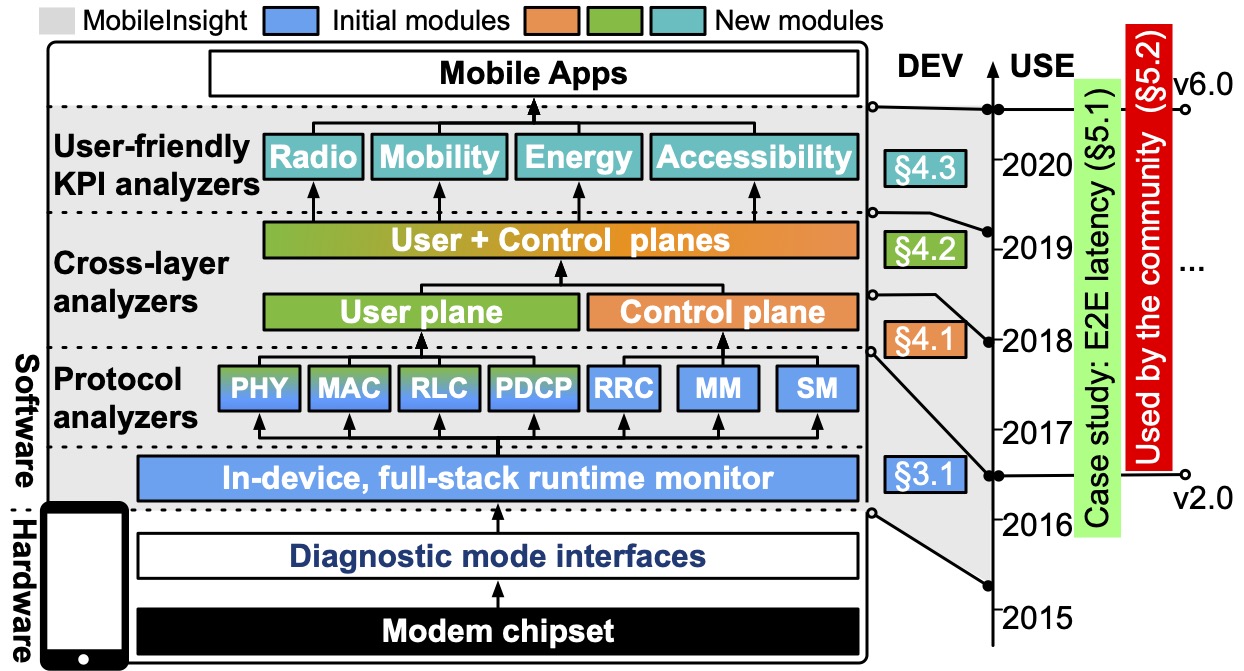 MobileInsight
Initial modules
New modules
Mobile Apps
User-friendly
KPI analyzers
Radio
Mobility
Energy
Accessibility
User + Control planes
Cross-layer
analyzers
User plane
Control plane
Protocol
analyzers
PHY
MAC
RLC
PDCP
RRC
MM
SM
In-device, full-stack runtime monitor
Diagnostic mode interfaces
Modem chipset
Software
Hardware
DEV
USE
§4.3
§4.2
§4.1
§3.1
2020
2019
2018
2017
2016
2015
Case study: E2E latency (§5.1)
Used by the community (§5.2)
v6.0
...
v2.0